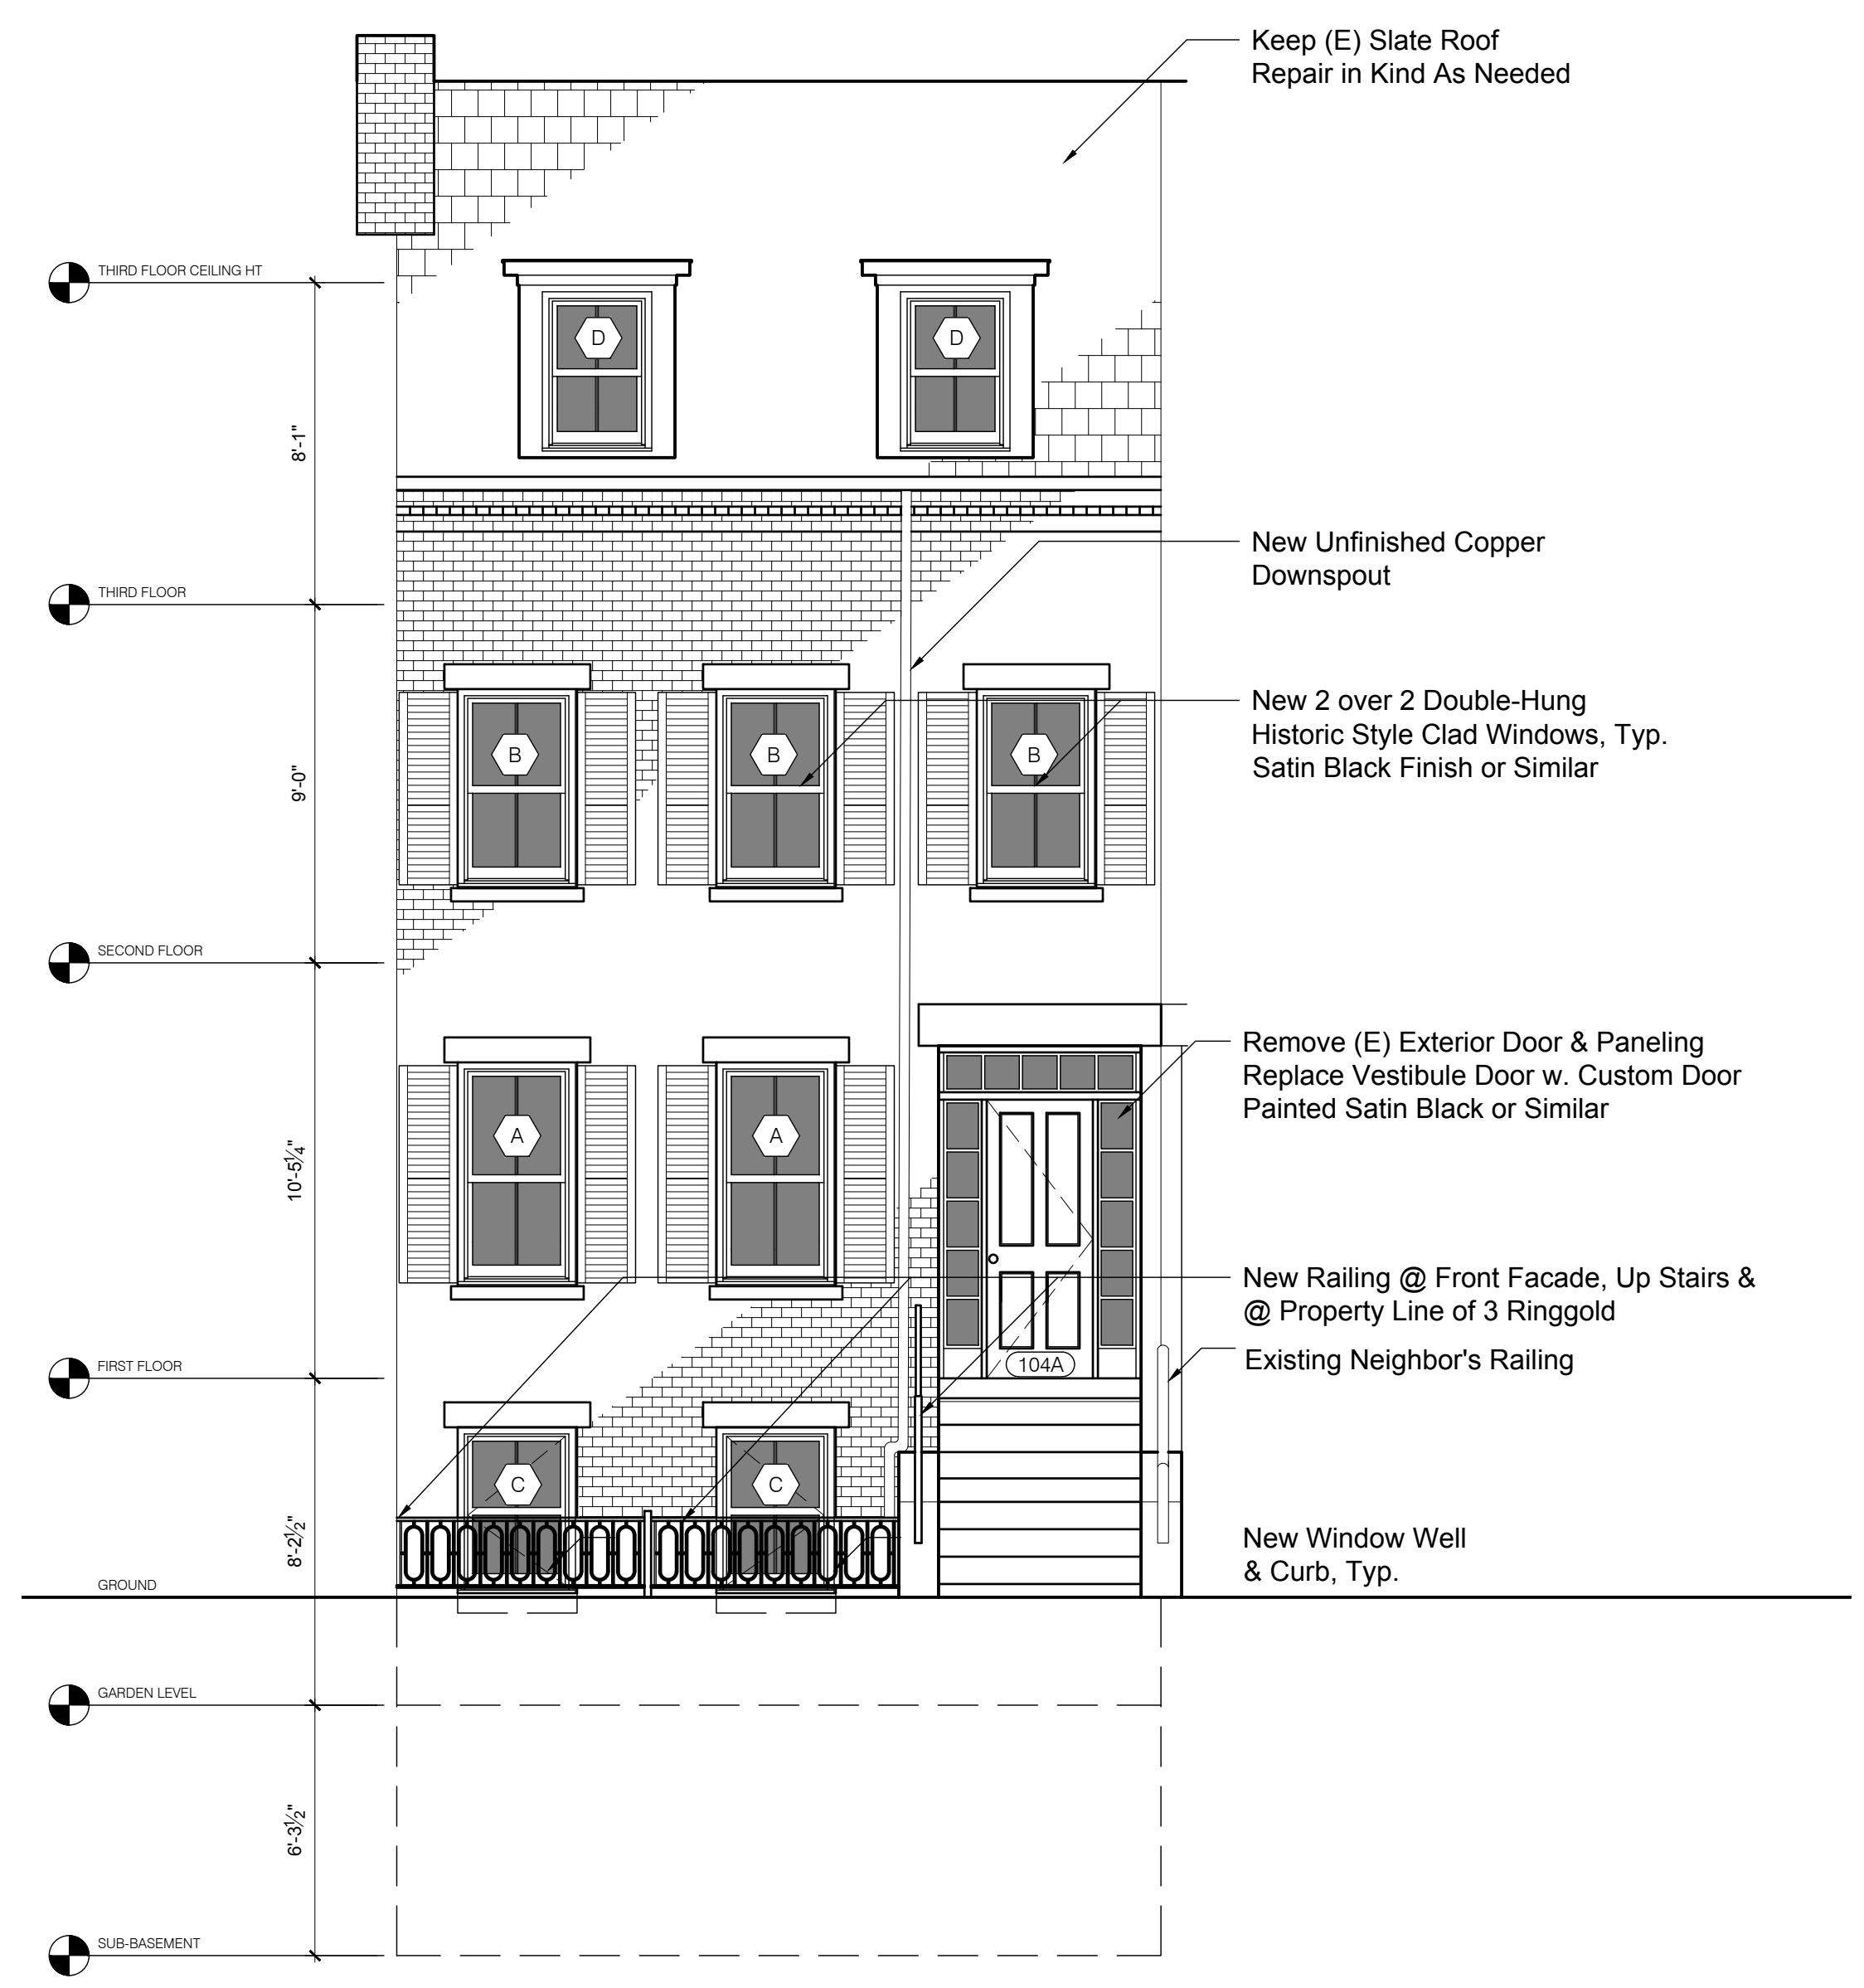 Keep (E) Slate Roof
Repair in Kind As Needed
THIRD FLOOR CEILING HT
D
D
8'-1"
New Unfinished Copper
Downspout
THIRD FLOOR
New 2 over 2 Double-Hung
Historic Style Clad Windows, Typ.
Satin Black Finish or Similar
B
B
B
9'-0"
SECOND FLOOR
Remove (E) Exterior Door & Paneling
Replace Vestibule Door w. Custom Door
Painted Satin Black or Similar
A
A
10'-5¼"
New Railing @ Front Facade, Up Stairs &
@ Property Line of 3 Ringgold
Existing Neighbor's Railing
FIRST FLOOR
104A
C
C
8'-2½"
New Window Well
& Curb, Typ.
GROUND
GARDEN LEVEL
6'-3½"
SUB-BASEMENT